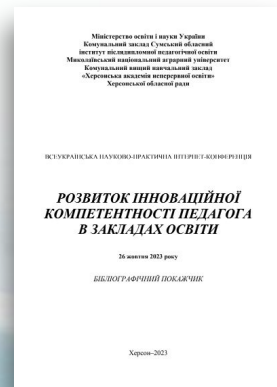 Міністерство освіти і науки України
Комунальний заклад Сумський обласний
інститут післядипломної педагогічної освіти
Миколаївський національний аграрний університет
Комунальний вищий навчальний заклад
«Херсонська академія неперервної освіти»
Херсонської обласної ради
ВСЕУКРАЇНСЬКА НАУКОВО-ПРАКТИЧНА ІНТЕРНЕТ-КОНФЕРЕНЦІЯ
РОЗВИТОК ІННОВАЦІЙНОЇ
КОМПЕТЕНТНОСТІ ПЕДАГОГА
В ЗАКЛАДАХ ОСВІТИ
26 жовтня 2023 року
БІБЛІОГРАФІЧНИЙ ПОКАЖЧИК
Херсон–2023